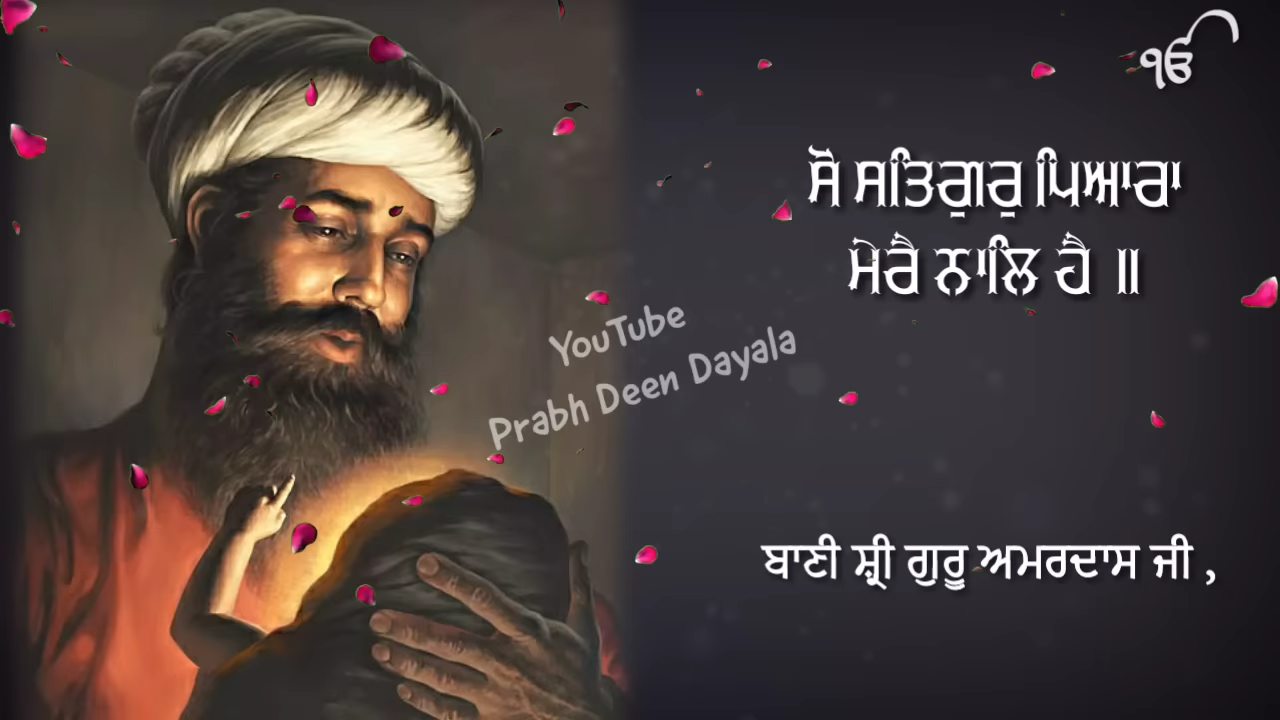 ੴ
ਸੋ ਸਤਿਗੁਰੁ ਪਿਆਰਾ
ਮੇਰੈ ਨਾਲਿ ਹੈ ॥
YouTube
Prabh Deen Dayala
ਬਾਣੀ ਸ਼੍ਰੀ ਗੁਰੂ ਅਮਰਦਾਸ ਜੀ ,